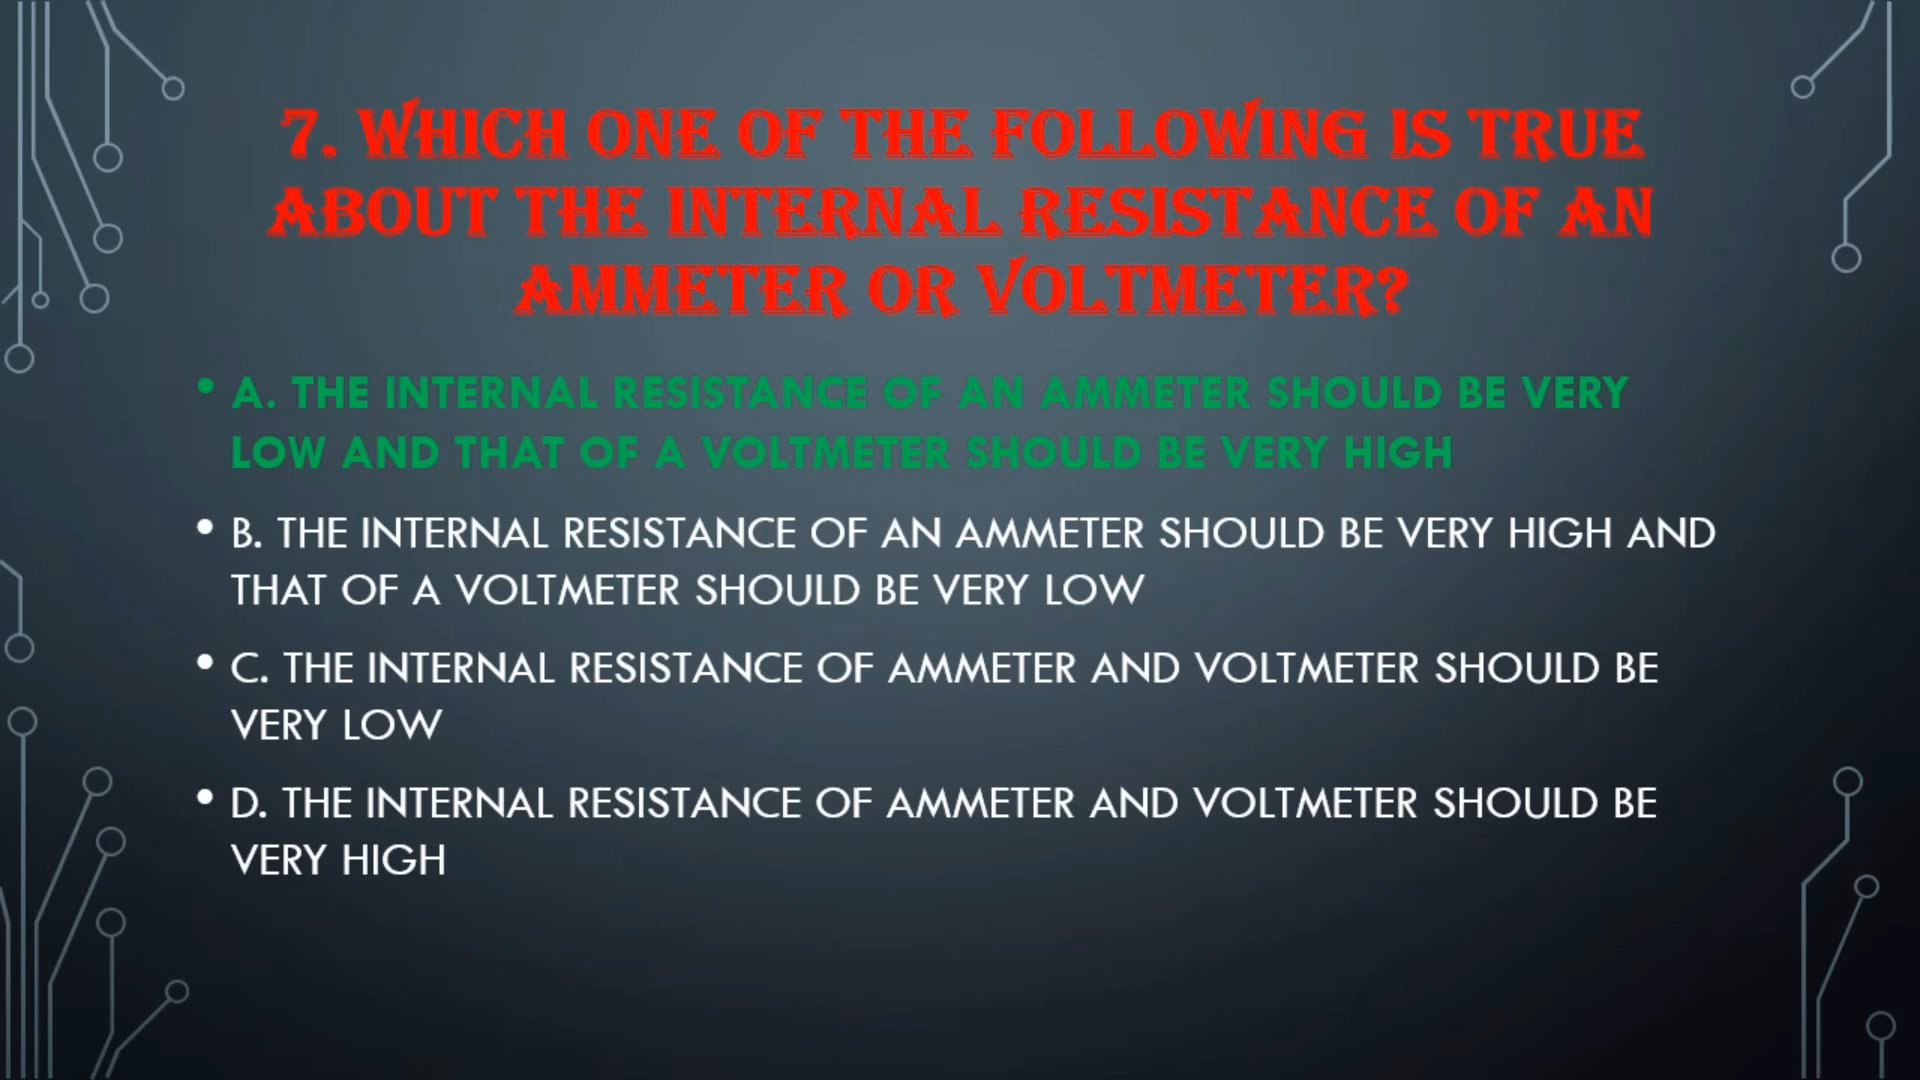 7. WHICH ONE OF THE FOLLOWING IS TRUE
ABOUT THE INTERNAL RESISTANCE OF AN
AMMETER OR VOLTMETER?
• A. THE INTERNAL RESISTANCE OF AN AMMETER SHOULD BE VERY
LOW AND THAT OF A VOLTMETER SHOULD BE VERY HIGH
• B. THE INTERNAL RESISTANCE OF AN AMMETER SHOULD BE VERY HIGH AND
THAT OF A VOLTMETER SHOULD BE VERY LOW
• C. THE INTERNAL RESISTANCE OF AMMETER AND VOLTMETER SHOULD BE
VERY LOW
• D. THE INTERNAL RESISTANCE OF AMMETER AND VOLTMETER SHOULD BE
VERY HIGH